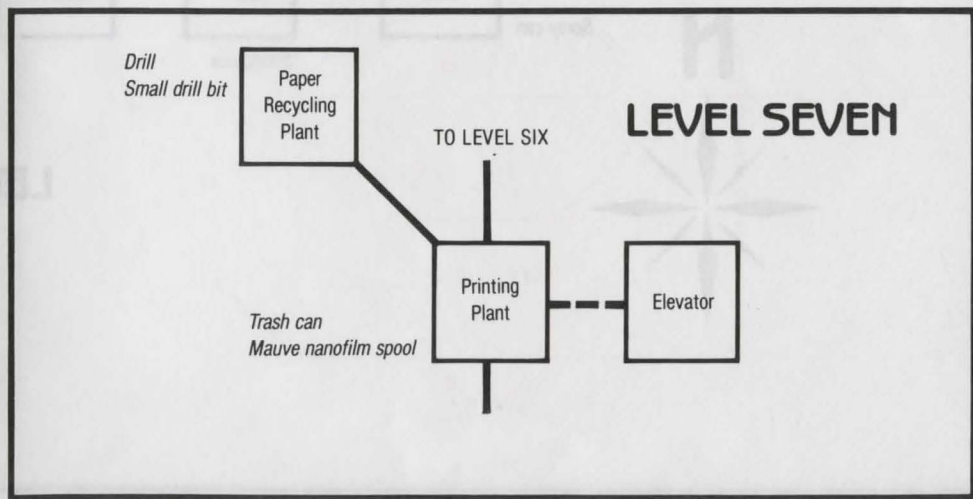 Drill
Small drill bit
Paper
Recycling
Plant
LEVEL SEVEN
TO LEVEL SIX
Printing
Plant
Elevator
Trash can
Mauve nanofilm spool